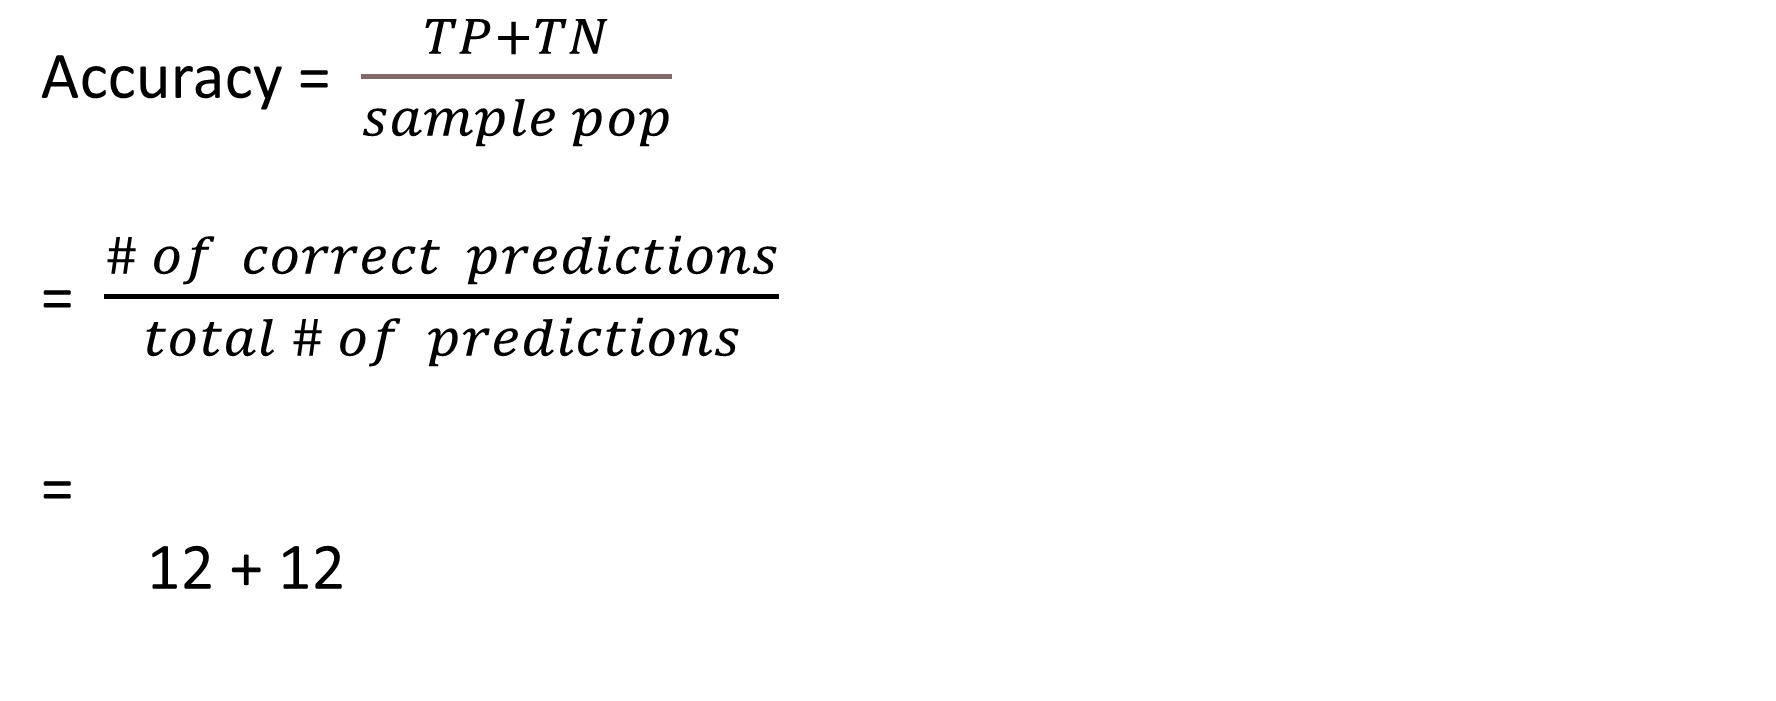 Accuracy = TP+TN
sample pop
= # of correct predictions
total # of predictions
=
12 + 12